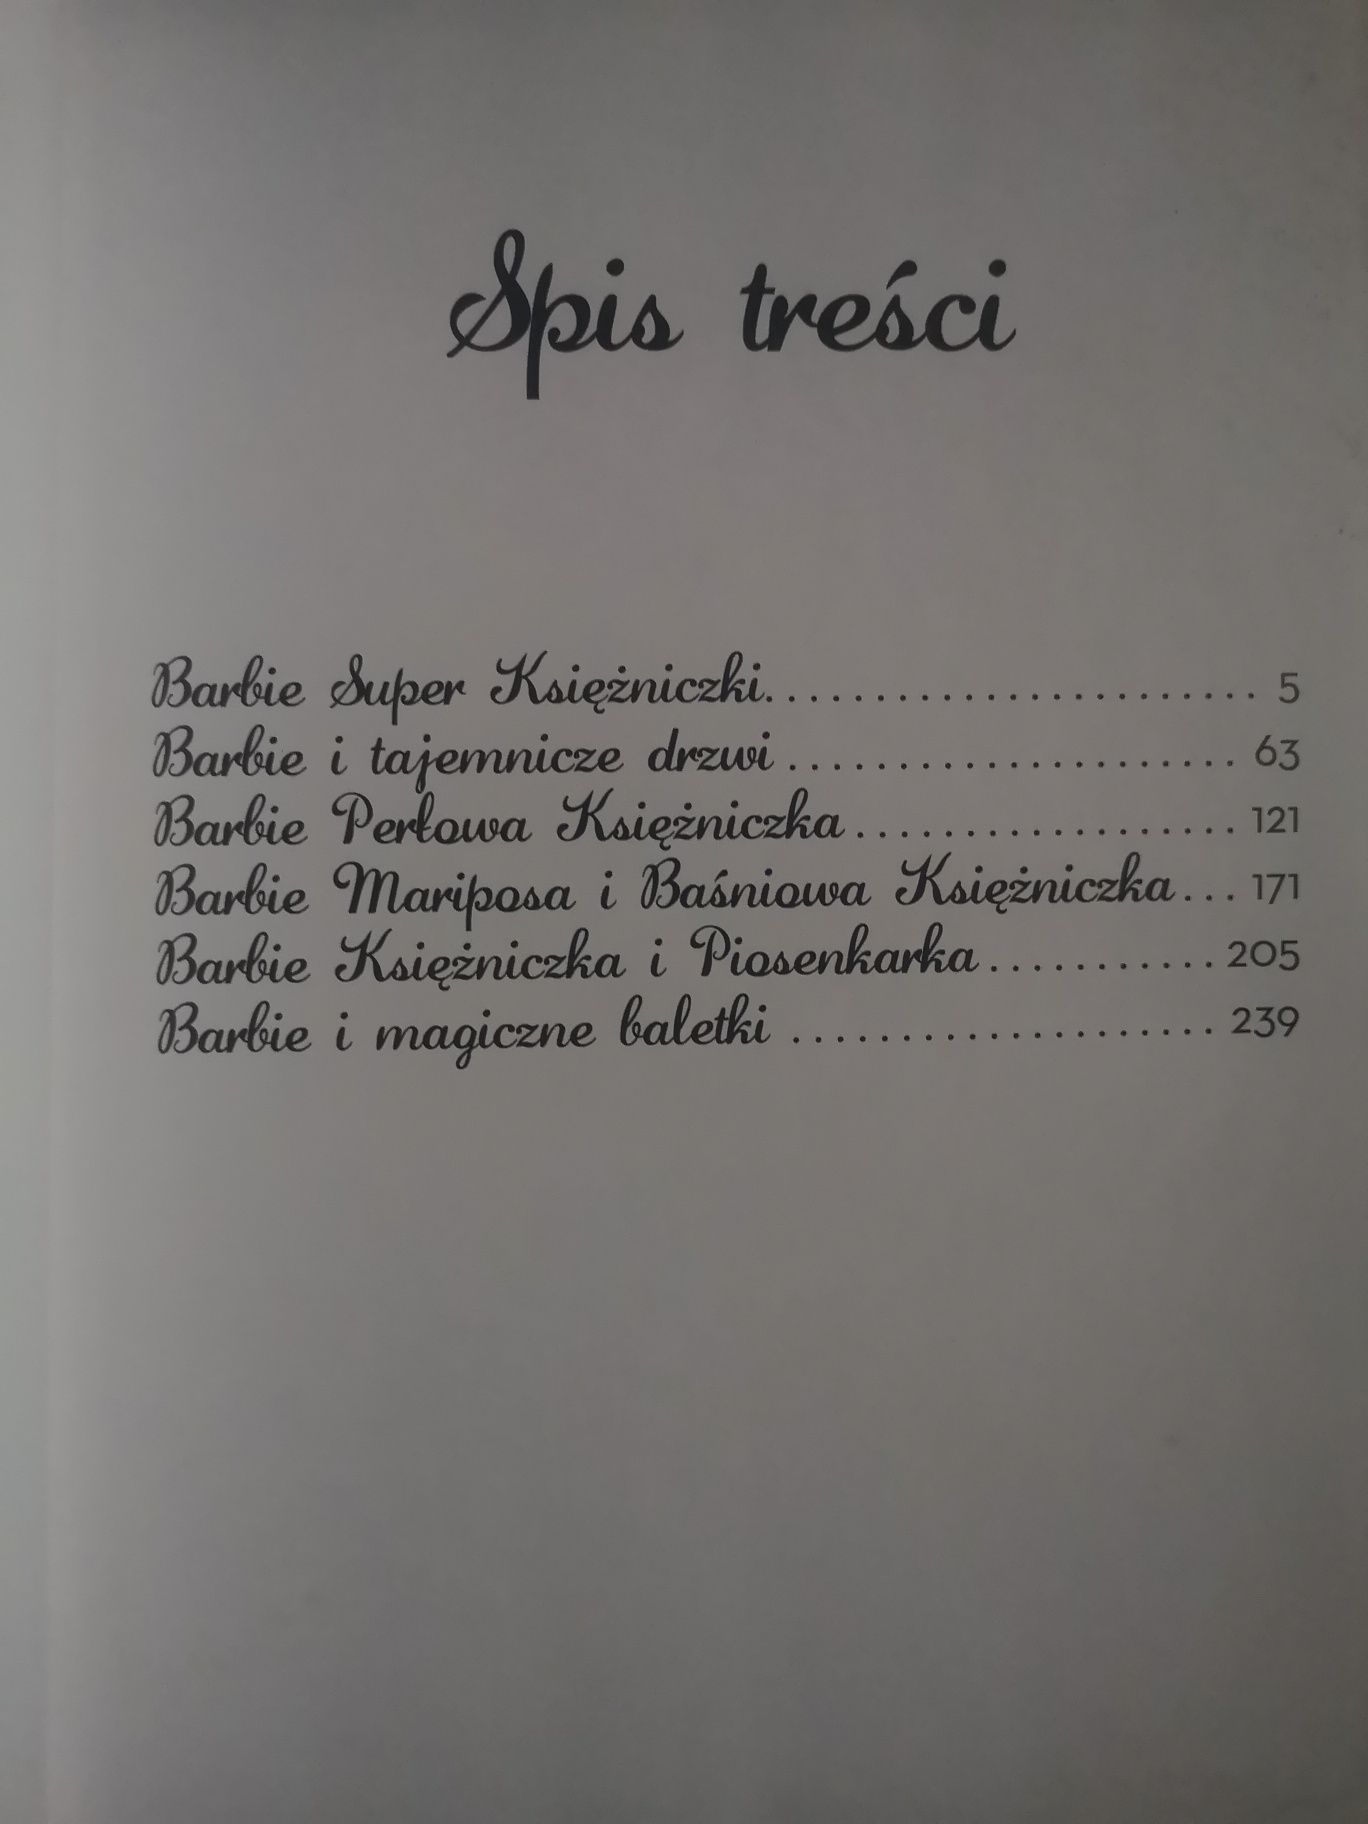 Spis treści
Barbie Super Księżniczki........................ 5
Barbie i tajemnicze drzwi...................... 63
Barbie Perłowa Księżniczka................... 121
Barbie Mariposa i Baśniowa Księżniczka... 171
Barbie Księżniczka i Piosenkarka........... 205
Barbie i magiczne baletki .................... 239